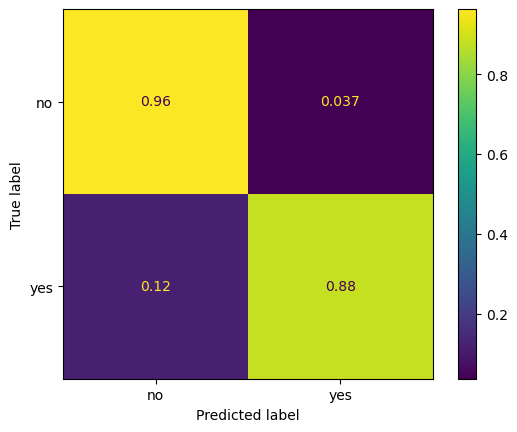 no
0.96
0.037
True label
yes
0.12
0.88
no
yes
Predicted label
0.8
0.6
0.4
0.2